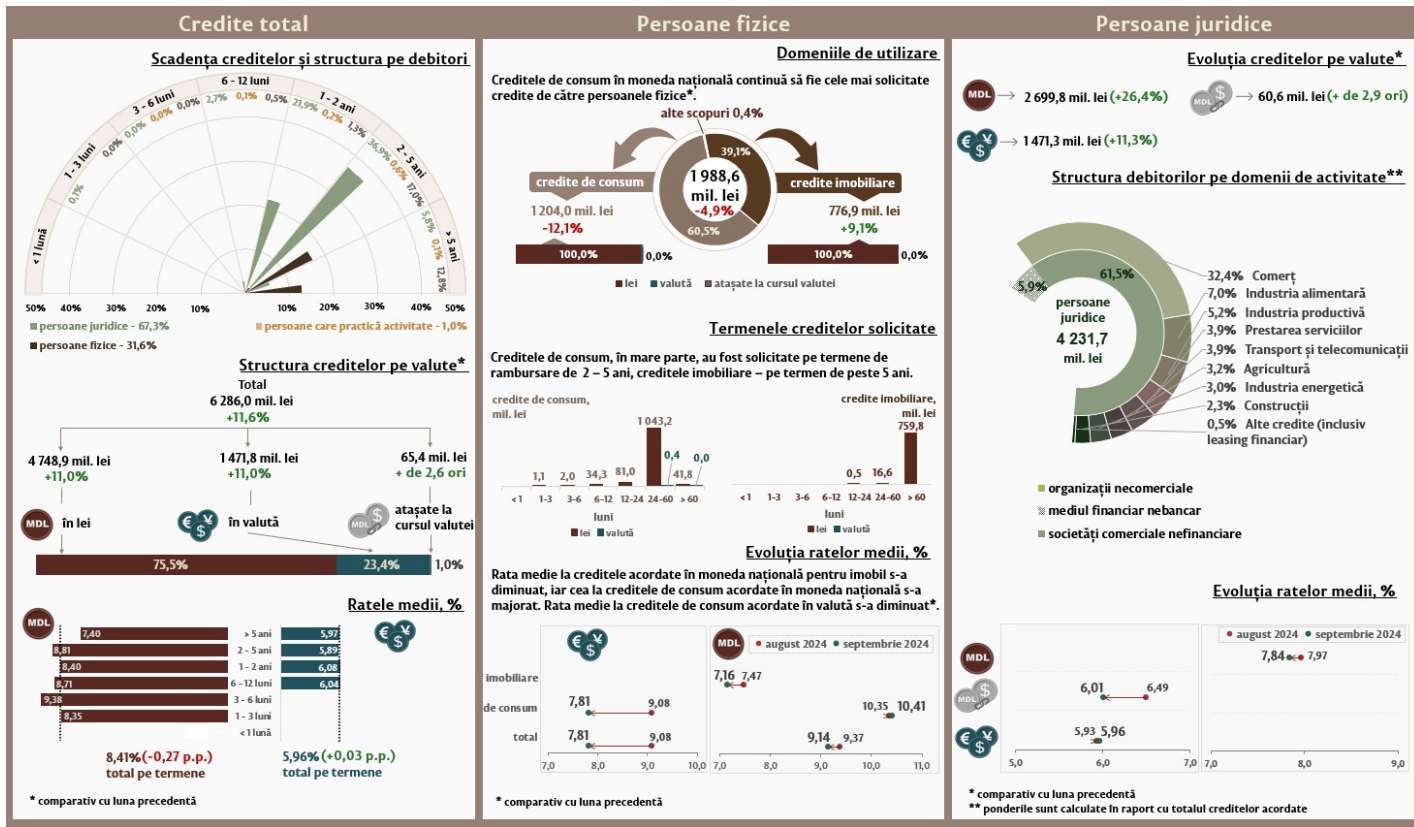 Credite total
Scadența creditelor și structura pe debitori
< 1 lună
1 - 3 luni
3 - 6 luni
6 - 12 luni
1 - 2 ani
2 - 5 ani
> 5 ani
0,1%
0,0%
0,0%
0,0%
0,0%
2,7%
0,1%
0,5%
21,9%
0,2%
1,3%
36,9%
0,6%
17,0%
5,8%
0,1%
12,8%
50% 40% 30% 20% 10% 10% 20% 30% 40% 50%
persoane juridice - 67,3%
persoane care practică activitate - 1,0%
persoane fizice - 31,6%
Structura creditelor pe valute*
Total
6 286,0 mil. lei
+11,6%
4 748,9 mil. lei
+11,0%
1 471,8 mil. lei
+11,0%
65,4 mil. lei
+ de 2,6 ori
MDL în lei
€ ¥ $ în valută
MDL $ atașate la
cursul valutei
75,5% 23,4% 1,0%
Ratele medii, %
MDL
€ ¥ $
7,40 > 5 ani 5,97
8,81 2 - 5 ani 5,89
8,40 1 - 2 ani 6,08
8,71 6 - 12 luni 6,04
9,38 3 - 6 luni
8,35 1 - 3 luni
< 1 lună
8,41% (-0,27 p.p.)
total pe termene
5,96% (+0,03 p.p.)
total pe termene
* comparativ cu luna precedentă
Persoane fizice
Domeniile de utilizare
Creditele de consum în moneda națională continuă să fie cele mai solicitate
credite de către persoanele fizice*.
alte scopuri 0,4%
39,1%
1 988,6
mil. lei
-4,9%
60,5%
credite de consum
1 204,0 mil. lei
-12,1%
100,0% 0,0%
credite imobiliare
776,9 mil. lei
+9,1%
100,0% 0,0%
lei valută atașate la cursul valutei
Termenele creditelor solicitate
Creditele de consum, în mare parte, au fost solicitate pe termene de
rambursare de 2 – 5 ani, creditele imobiliare – pe termen de peste 5 ani.
credite de consum,
mil. lei
1,1 2,0 34,3 81,0 1 043,2 0,4 41,8 0,0
< 1 1-3 3-6 6-12 12-24 24-60 > 60
luni
lei valută
credite imobiliare,
mil. lei
0,5 16,6 759,8
< 1 1-3 3-6 6-12 12-24 24-60 > 60
luni
lei valută
Evoluția ratelor medii, %
Rata medie la creditele acordate în moneda națională pentru imobil s-a
diminuat, iar cea la creditele de consum acordate în moneda națională s-a
majorat. Rata medie la creditele de consum acordate în valută s-a diminuat*.
€ ¥ $
MDL
august 2024 septembrie 2024
imobiliare
7,16 7,47
de consum
7,81 9,08
10,35 10,41
total
7,81 9,08
9,14 9,37
7,0 8,0 9,0 10,0
7,0 8,0 9,0 10,0 11,0
* comparativ cu luna precedentă
Persoane juridice
Evoluția creditelor pe valute*
MDL 2 699,8 mil. lei (+26,4%)
MDL $ 60,6 mil. lei (+ de 2,9 ori)
€ ¥ $ 1 471,3 mil. lei (+11,3%)
Structura debitorilor pe domenii de activitate**
5,9%
61,5%
persoane
juridice
4 231,7
mil. lei
32,4% Comerț
7,0% Industria alimentară
5,2% Industria productivă
3,9% Prestarea serviciilor
3,9% Transport și telecomunicații
3,2% Agricultură
3,0% Industria energetică
2,3% Construcții
0,5% Alte credite (inclusiv
leasing financiar)
organizații necomerciale
mediul financiar nebancar
societăți comerciale nefinanciare
Evoluția ratelor medii, %
august 2024 septembrie 2024
MDL
7,84 7,97
MDL $
6,01 6,49
€ ¥ $
5,93 5,96
5,0 6,0 7,0
7,0 8,0 9,0
* comparativ cu luna precedentă
** ponderile sunt calculate în raport cu totalul creditelor acordate